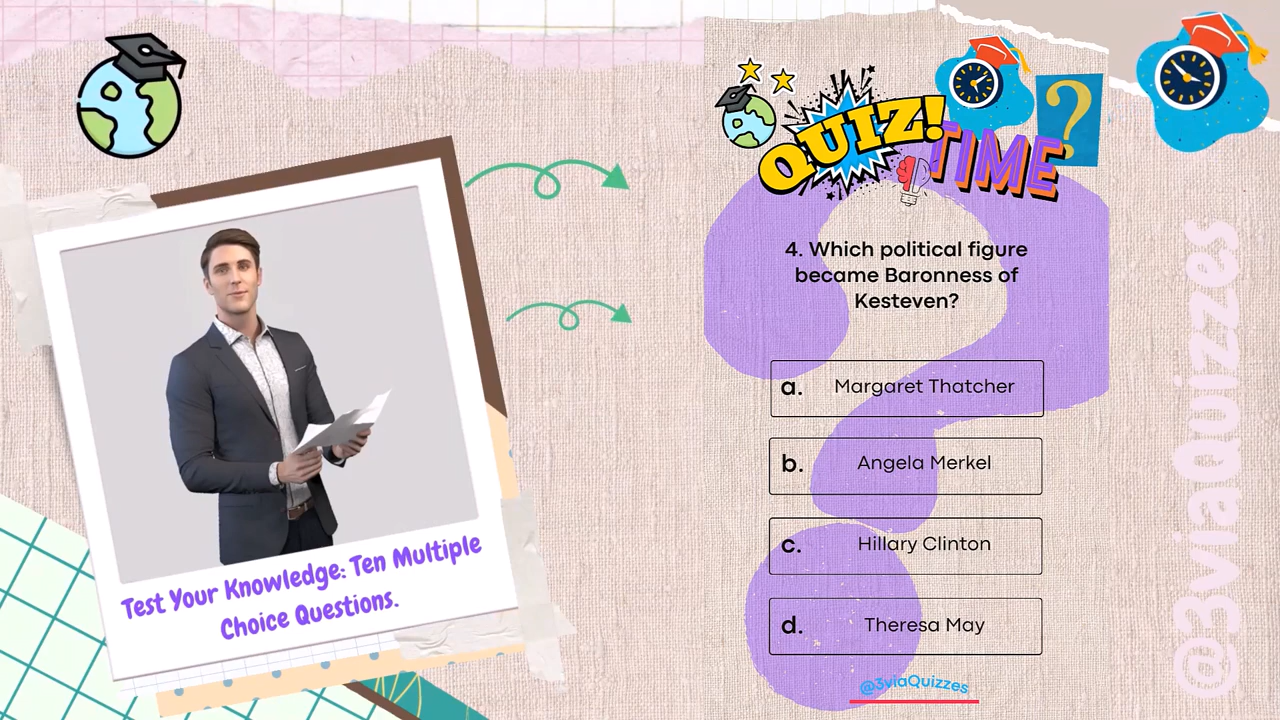 Test Your Knowledge: Ten Multiple
Choice Questions.
QUIZ!
TIME
?
4. Which political figure
became Baronness of
Kesteven?
a. Margaret Thatcher
b. Angela Merkel
c. Hillary Clinton
d. Theresa May
@3viaQuizzes
@3viaQuizzes